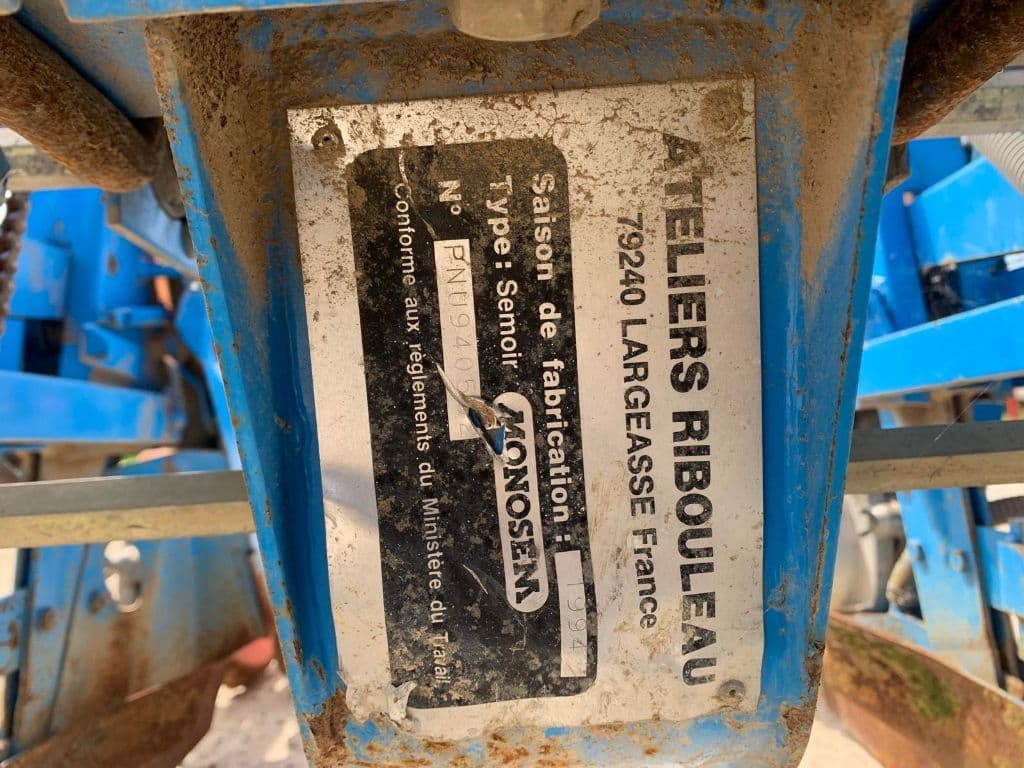 ATELIERS RIBOULEAU
79240 LARGEASSE France
Saison de fabrication : 1994
Type : Semoir MONOSEM
N°
Conforme aux règlements du Ministère du Travail